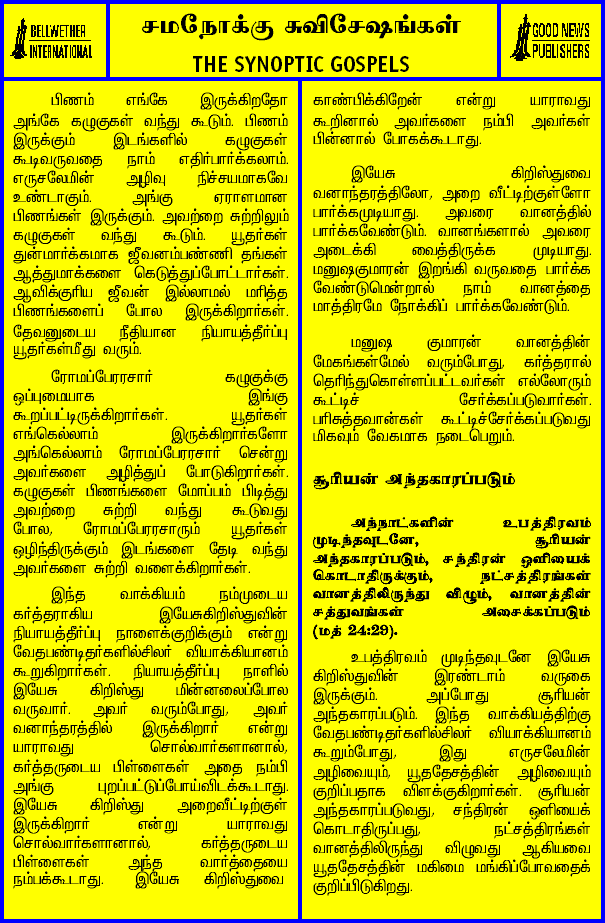 BELLWETHER
INTERNATIONAL
சமநோக்கு சுவிசேஷங்கள்
THE SYNOPTIC GOSPELS
GOOD NEWS
PUBLISHERS
பிணம் எங்கே இருக்கிறதோ
அங்கே கழுகுகள் வந்து கூடும். பிணம்
இருக்கும் இடங்களில் கழுகுகள்
கூடிவருவதை நாம் எதிர்பார்க்கலாம்.
எருசலேமின் அழிவு நிச்சயமாகவே
உண்டாகும். அங்கு ஏராளமான
பிணங்கள் இருக்கும். அவற்றை சுற்றிலும்
கழுகுகள் வந்து கூடும். யூதர்கள்
துன்மார்க்கமாக ஜீவனம்பண்ணி தங்கள்
ஆத்துமாக்களை கெடுத்துப்போட்டார்கள்.
ஆவிக்குரிய ஜீவன் இல்லாமல் மரித்த
பிணங்களைப் போல இருக்கிறார்கள்.
தேவனுடைய நீதியான நியாயத்தீர்ப்பு
யூதர்கள்மீது வரும்.
ரோமப்பேரரசார் கழுகுக்கு
ஒப்புமையாக இங்கு
கூறப்பட்டிருக்கிறார்கள். யூதர்கள்
எங்கெல்லாம் இருக்கிறார்களோ
அங்கெல்லாம் ரோமப்பேரரசார் சென்று
அவர்களை அழித்துப் போடுகிறார்கள்.
கழுகுகள் பிணங்களை மோப்பம் பிடித்து
அவற்றை சுற்றி வந்து கூடுவது
போல, ரோமப்பேரரசாரும் யூதர்கள்
ஒழிந்திருக்கும் இடங்களை தேடி வந்து
அவர்களை சுற்றி வளைக்கிறார்கள்.
இந்த வாக்கியம் நம்முடைய
கர்த்தராகிய இயேசுகிறிஸ்துவின்
நியாயத்தீர்ப்பு நாளைக்குறிக்கும் என்று
வேதபண்டிதர்களில்சிலர் வியாக்கியானம்
கூறுகிறார்கள். நியாயத்தீர்ப்பு நாளில்
இயேசு கிறிஸ்து மின்னலைப்போல
வருவார். அவர் வரும்போது, அவர்
வனாந்தரத்தில் இருக்கிறார் என்று
யாராவது சொல்வார்களானால்,
கர்த்தருடைய பிள்ளைகள் அதை நம்பி
அங்கு புறப்பட்டுப்போய்விடக்கூடாது.
இயேசு கிறிஸ்து அறைவீட்டிற்குள்
இருக்கிறார் என்று யாராவது
சொல்வார்களானால், கர்த்தருடைய
பிள்ளைகள் அந்த வார்த்தையை
நம்பக்கூடாது. இயேசு கிறிஸ்துவை
காண்பிக்கிறேன் என்று யாராவது
கூறினால் அவர்களை நம்பி அவர்கள்
பின்னால் போகக்கூடாது.
இயேசு கிறிஸ்துவை
வனாந்தரத்திலோ, அறை வீட்டிற்குள்ளோ
பார்க்கமுடியாது. அவரை வானத்தில்
பார்க்கவேண்டும். வானங்களால் அவரை
அடைக்கி வைத்திருக்க முடியாது.
மனுஷகுமாரன் இறங்கி வருவதை பார்க்க
வேண்டுமென்றால் நாம் வானத்தை
மாத்திரமே நோக்கிப் பார்க்கவேண்டும்.
மனுஷ குமாரன் வானத்தின்
மேகங்கள்மேல் வரும்போது, கர்த்தரால்
தெரிந்துகொள்ளப்பட்டவர்கள் எல்லோரும்
கூட்டிச் சேர்க்கப்படுவார்கள்.
பரிசுத்தவான்கள் கூட்டிச்சேர்க்கப்படுவது
மிகவும் வேகமாக நடைபெறும்.
சூரியன் அந்தகாரப்படும்
அந்நாட்களின் உபத்திரவம்
முடிந்தவுடனே, சூரியன்
அந்தகாரப்படும், சந்திரன் ஒளியைக்
கொடாதிருக்கும், நட்சத்திரங்கள்
வானத்திலிருந்து விழும், வானத்தின்
சத்துவங்கள் அசைக்கப்படும்
(மத் 24:29).
உபத்திரவம் முடிந்தவுடனே இயேசு
கிறிஸ்துவின் இரண்டாம் வருகை
இருக்கும். அப்போது சூரியன்
அந்தகாரப்படும். இந்த வாக்கியத்திற்கு
வேதபண்டிதர்களில்சிலர் வியாக்கியானம்
கூறும்போது, இது எருசலேமின்
அழிவையும், யூததேசத்தின் அழிவையும்
குறிப்பதாக விளக்குகிறார்கள். சூரியன்
அந்தகாரப்படுவது, சந்திரன் ஒளியைக்
கொடாதிருப்பது, நட்சத்திரங்கள்
வானத்திலிருந்து விழுவது ஆகியவை
யூததேசத்தின் மகிமை மங்கிப்போவதைக்
குறிப்பிடுகிறது.